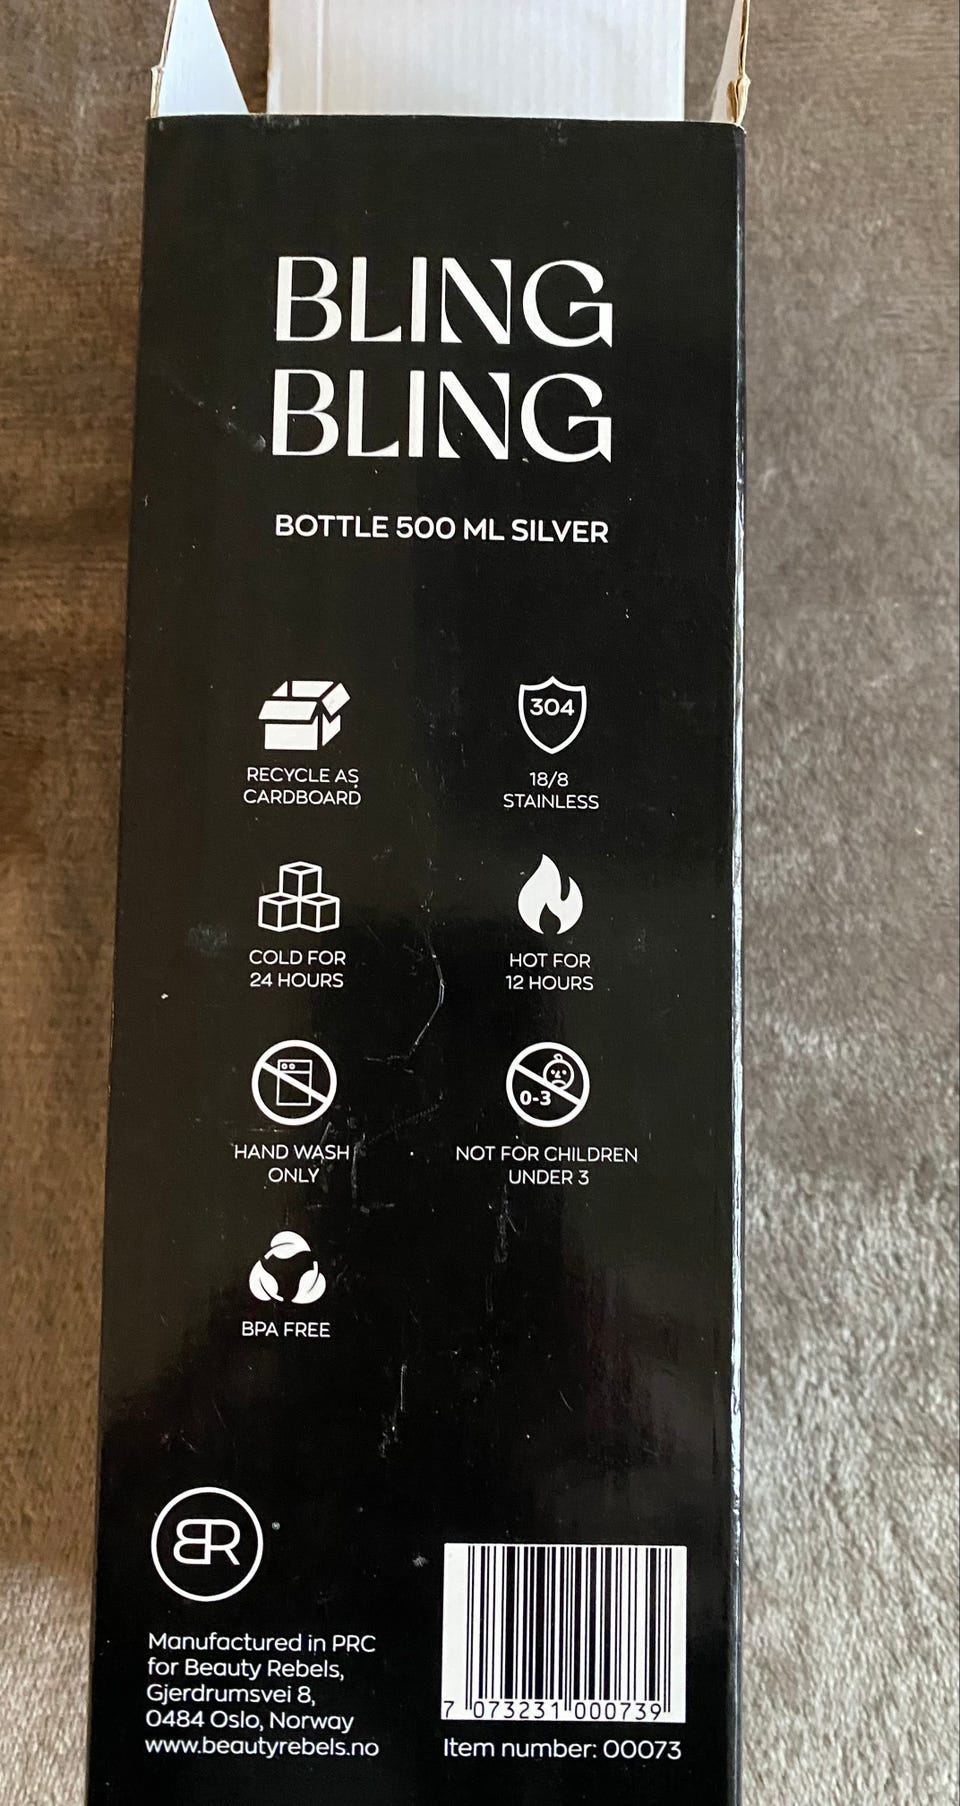 BLING
BLING
BOTTLE 500 ML SILVER
RECYCLE AS
CARDBOARD
304
18/8
STAINLESS
COLD FOR
24 HOURS
HOT FOR
12 HOURS
HAND WASH
ONLY
0-3
NOT FOR CHILDREN
UNDER 3
BPA FREE
BR
Manufactured in PRC
for Beauty Rebels,
Gjerdrumsvei 8,
0484 Oslo, Norway
www.beautyrebels.no
7 073231 000739
Item number: 00073